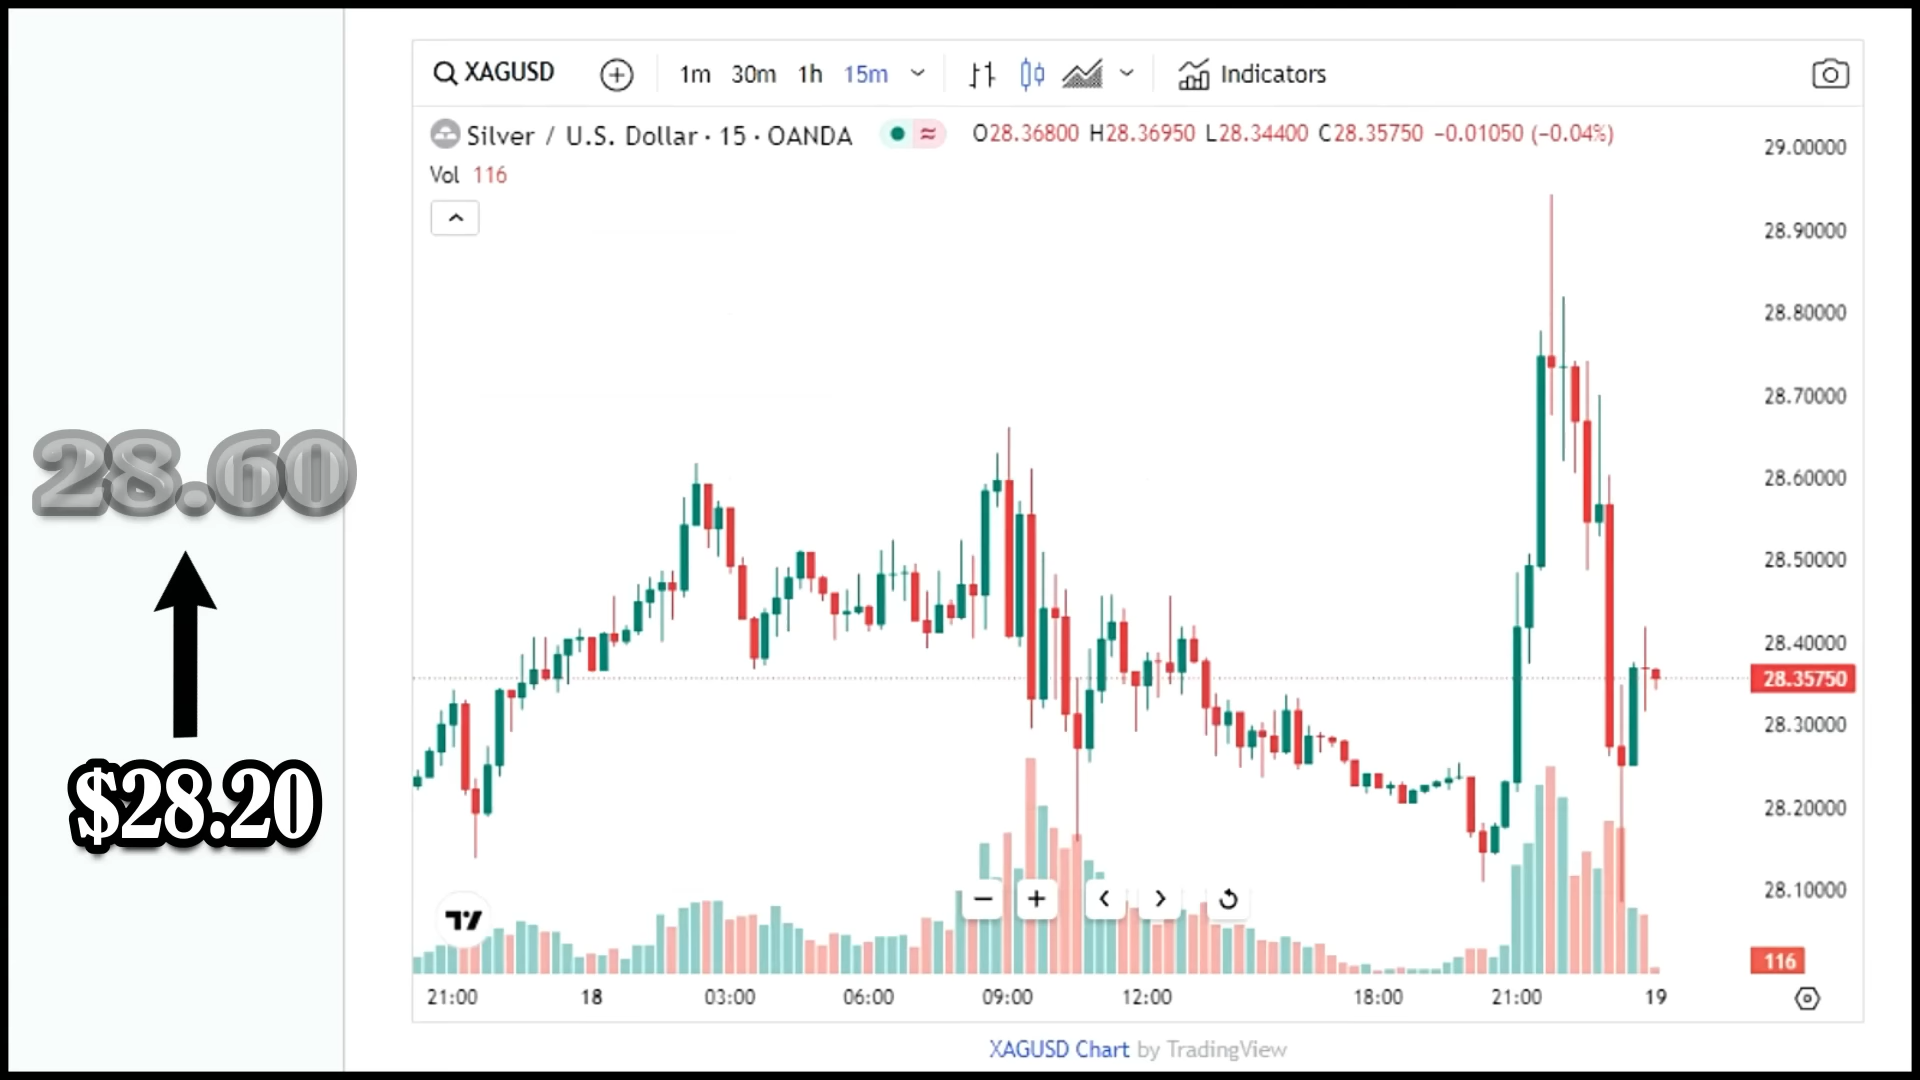 XAGUSD 1m 30m 1h 15m Indicators
Silver / U.S. Dollar · 15 · OANDA O28.36800 H28.36950 L28.34400 C28.35750 −0.01050 (−0.04%)
Vol 116
29.00000
28.90000
28.80000
28.70000
28.60000
28.50000
28.40000
28.35750
28.30000
28.20000
28.10000
116
28.60
$28.20
21:00 18 03:00 06:00 09:00 12:00 18:00 21:00 19
XAGUSD Chart by TradingView